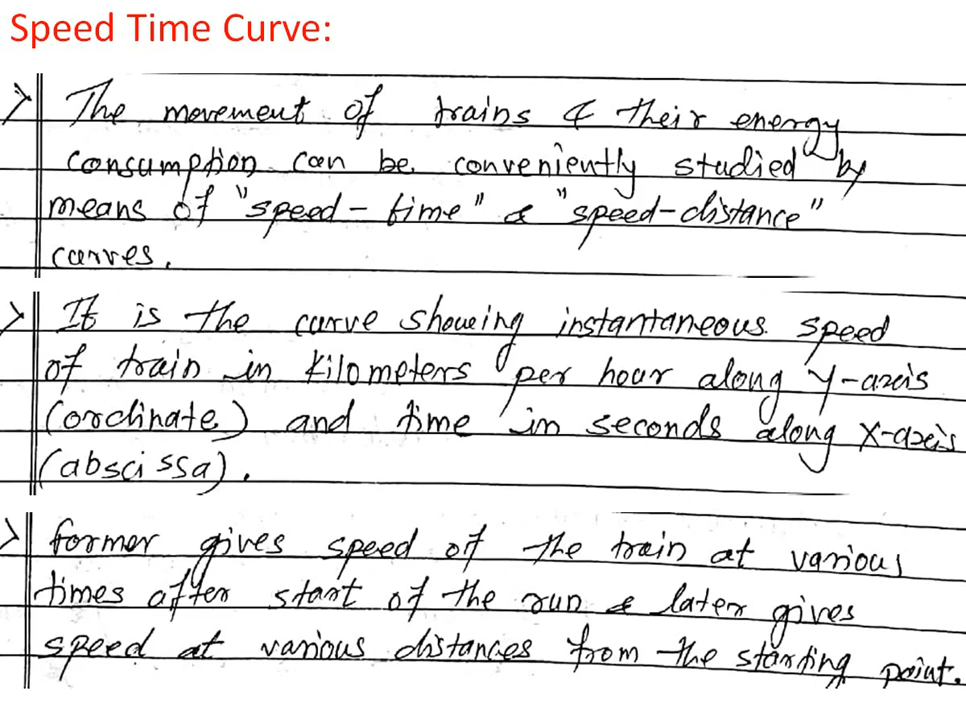 Speed Time Curve:
> The movement of trains & their energy
consumption can be conveniently studied by
means of "speed - time" & "speed-distance"
curves.
> It is the curve showing instantaneous speed
of train in kilometers per hour along Y-axis
(ordinate) and time in seconds along X-axis
(abscissa).
> former gives speed of the train at various
times after start of the run & later gives
speed at various distances from the starting point.